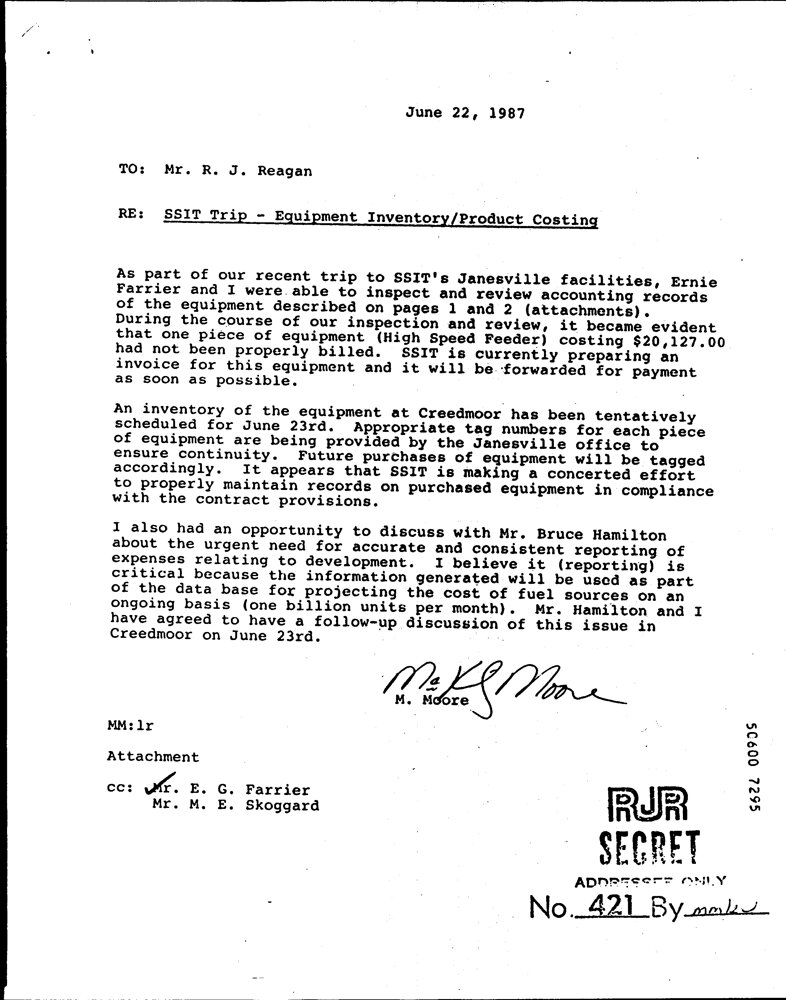 June 22, 1987
TO: Mr. R. J. Reagan
RE: SSIT Trip - Equipment Inventory/Product Costing
As part of our recent trip to SSIT's Janesville facilities, Ernie
Farrier and I were able to inspect and review accounting records
of the equipment described on pages 1 and 2 (attachments).
During the course of our inspection and review, it became evident
that one piece of equipment (High Speed Feeder) costing $20,127.00
had not been properly billed. SSIT is currently preparing an
invoice for this equipment and it will be forwarded for payment
as soon as possible.
An inventory of the equipment at Creedmoor has been tentatively
scheduled for June 23rd. Appropriate tag numbers for each piece
of equipment are being provided by the Janesville office to
ensure continuity. Future purchases of equipment will be tagged
accordingly. It appears that SSIT is making a concerted effort
to properly maintain records on purchased equipment in compliance
with the contract provisions.
I also had an opportunity to discuss with Mr. Bruce Hamilton
about the urgent need for accurate and consistent reporting of
expenses relating to development. I believe it (reporting) is
critical because the information generated will be used as part
of the data base for projecting the cost of fuel sources on an
ongoing basis (one billion units per month). Mr. Hamilton and I
have agreed to have a follow-up discussion of this issue in
Creedmoor on June 23rd.
M. Moore
MM:lr
Attachment
cc: Mr. E. G. Farrier
Mr. M. E. Skoggard
50600 7295
RJR
SECRET
ADDRESSEE ONLY
No. 421 By